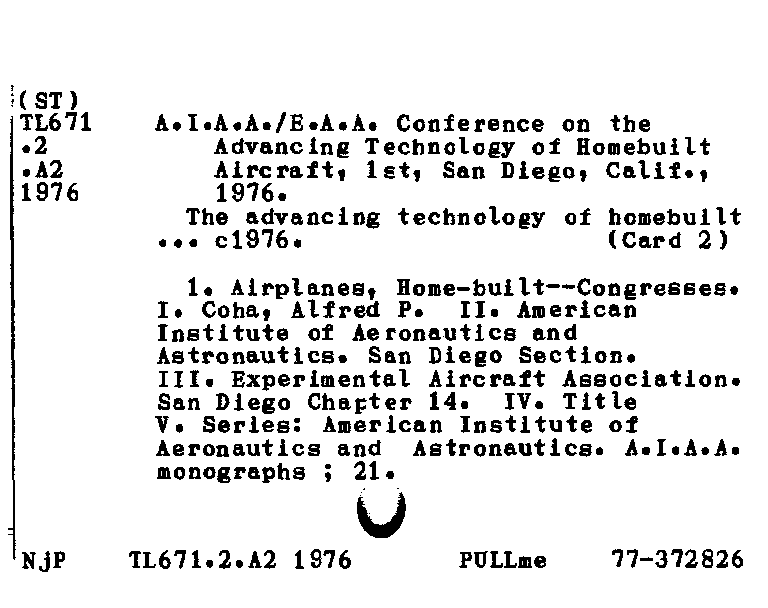 (ST)
TL671 A.I.A.A./E.A.A. Conference on the
.2 Advancing Technology of Homebuilt
.A2 Aircraft, 1st, San Diego, Calif.,
1976 1976.
The advancing technology of homebuilt
... c1976. (Card 2)
1. Airplanes, Home-built--Congresses.
I. Coha, Alfred P. II. American
Institute of Aeronautics and
Astronautics. San Diego Section.
III. Experimental Aircraft Association.
San Diego Chapter 14. IV. Title
V. Series: American Institute of
Aeronautics and Astronautics. A.I.A.A.
monographs ; 21.
NjP TL671.2.A2 1976 PULLme 77-372826